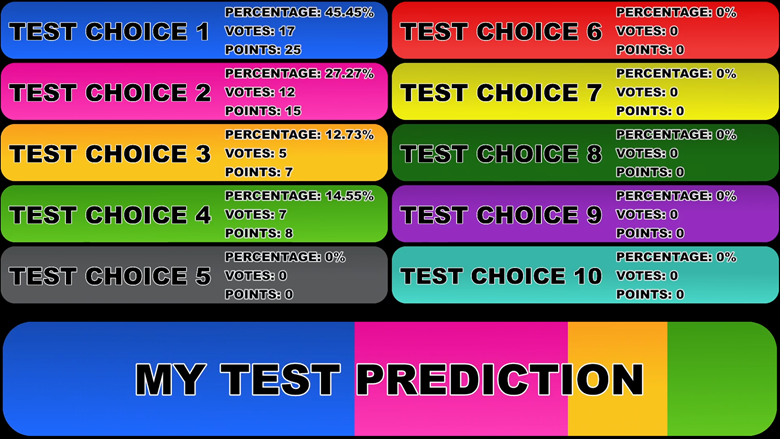 TEST CHOICE 1
PERCENTAGE: 45.45%
VOTES: 17
POINTS: 25
TEST CHOICE 2
PERCENTAGE: 27.27%
VOTES: 12
POINTS: 15
TEST CHOICE 3
PERCENTAGE: 12.73%
VOTES: 5
POINTS: 7
TEST CHOICE 4
PERCENTAGE: 14.55%
VOTES: 7
POINTS: 8
TEST CHOICE 5
PERCENTAGE: 0%
VOTES: 0
POINTS: 0
TEST CHOICE 6
PERCENTAGE: 0%
VOTES: 0
POINTS: 0
TEST CHOICE 7
PERCENTAGE: 0%
VOTES: 0
POINTS: 0
TEST CHOICE 8
PERCENTAGE: 0%
VOTES: 0
POINTS: 0
TEST CHOICE 9
PERCENTAGE: 0%
VOTES: 0
POINTS: 0
TEST CHOICE 10
PERCENTAGE: 0%
VOTES: 0
POINTS: 0
MY TEST PREDICTION